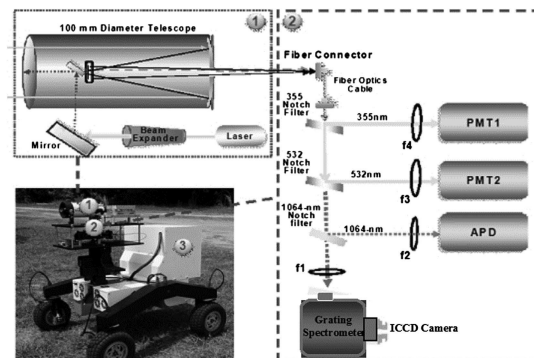 1
2
100 mm Diameter Telescope
Fiber Connector
Fiber Optics
Cable
355
Notch
Filter
355nm
PMT1
f4
Beam
Expander
Laser
Mirror
532
Notch
Filter
532nm
PMT2
f3
1064-nm
Notch
filter
1064-nm
APD
f2
f1
Grating
Spectrometer
ICCD Camera
1
2
3